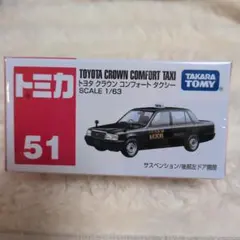 トミカ
51
TOYOTA CROWN COMFORT TAXI
トヨタ クラウン コンフォート タクシー
SCALE 1/63
TAKARA
TOMY
サスペンション/後部左ドア開閉